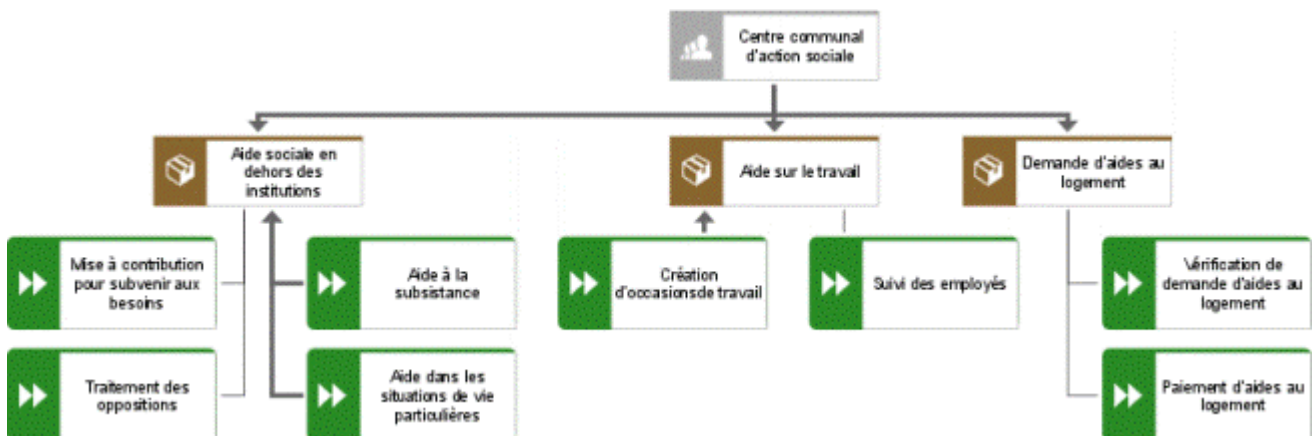 Centre communal
d'action sociale
Aide sociale en
dehors des
institutions
Aide sur le travail
Demande d'aides au
logement
Mise à contribution
pour subvenir aux
besoins
Aide à la
subsistance
Création
d'occasions de travail
Suivi des employés
Vérification de
demande d'aides au
logement
Traitement des
oppositions
Aide dans les
situations de vie
particulières
Paiement d'aides au
logement